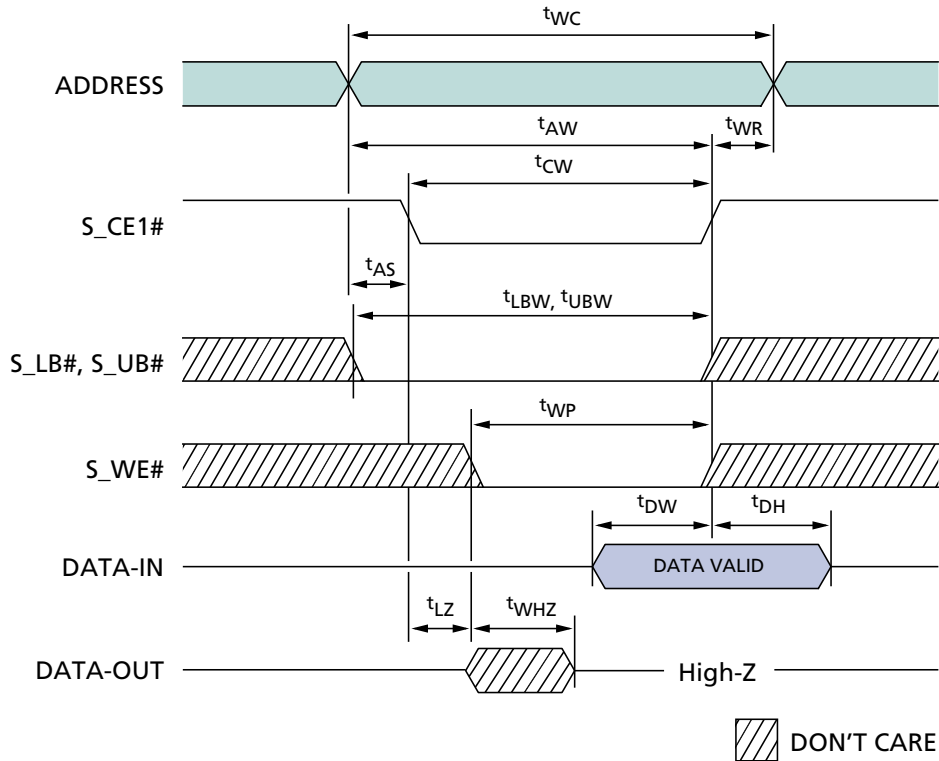 tWC
ADDRESS
tAW
tWR
tCW
S_CE1#
tAS
tLBW, tUBW
S_LB#, S_UB#
tWP
S_WE#
tDW
tDH
DATA-IN
DATA VALID
tLZ
tWHZ
DATA-OUT
High-Z
DON'T CARE